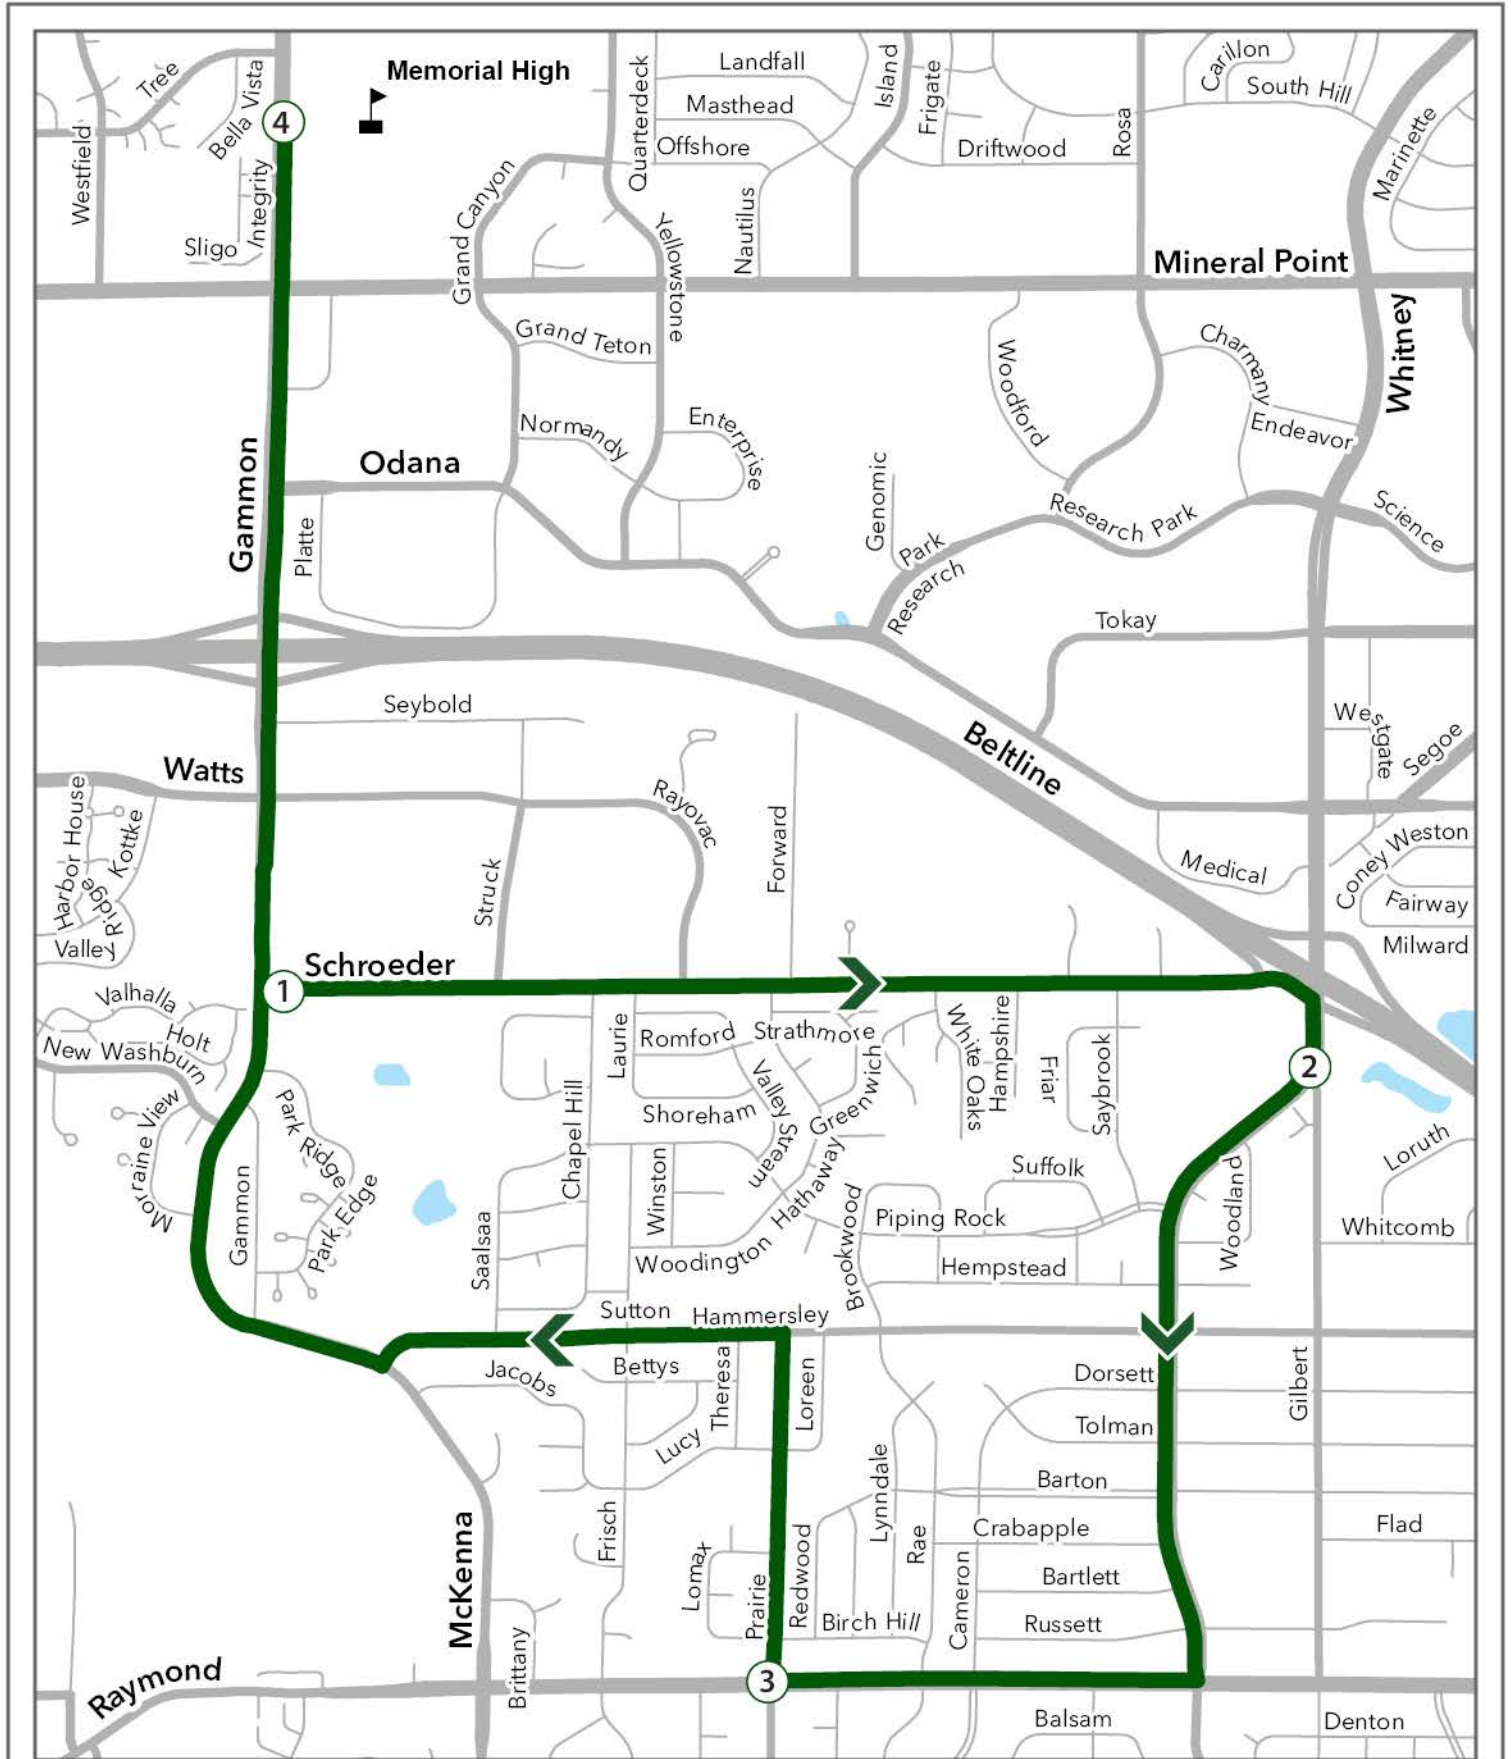 Memorial High
Tree
Bella Vista
4
Westfield
Integrity
Sligo
Grand Canyon
Quarterdeck
Landfall
Masthead
Offshore
Nautilus
Yellowstone
Island
Frigate
Driftwood
Rosa
Carillon
South Hill
Marinette
Mineral Point
Whitney
Grand Teton
Normandy
Enterprise
Woodford
Charmany
Endeavor
Odana
Gammon
Platte
Genomic
Park
Research
Research Park
Science
Tokay
Seybold
Watts
Beltline
Westgate
Segoe
Harbor House
Kottke
Ridge
Ridge
Valley
Struck
Rayovac
Forward
Medical
Coney Weston
Fairway
Milward
Schroeder
1
Valhalla
Holt
New Washburn
Morraine View
Park Ridge
Park Edge
Gammon
Laurie
Romford
Strathmore
Shoreham
Valley Stream
Greenwich
Hathaway
White Oaks
Hampshire
Friar
Saybrook
2
Chapel Hill
Winston
Saalsaa
Woodington
Brookwood
Suffolk
Piping Rock
Hempstead
Woodland
Loruth
Whitcomb
Sutton
Hammersley
Jacobs
Bettys
Theresa
Loreen
Lucy
Dorsett
Tolman
Gilbert
Barton
Lynndale
Rae
Crabapple
Flad
Cameron
Bartlett
Russett
McKenna
Frisch
Lomax
Prairie
Redwood
Birch Hill
Brittany
Raymond
3
Balsam
Denton